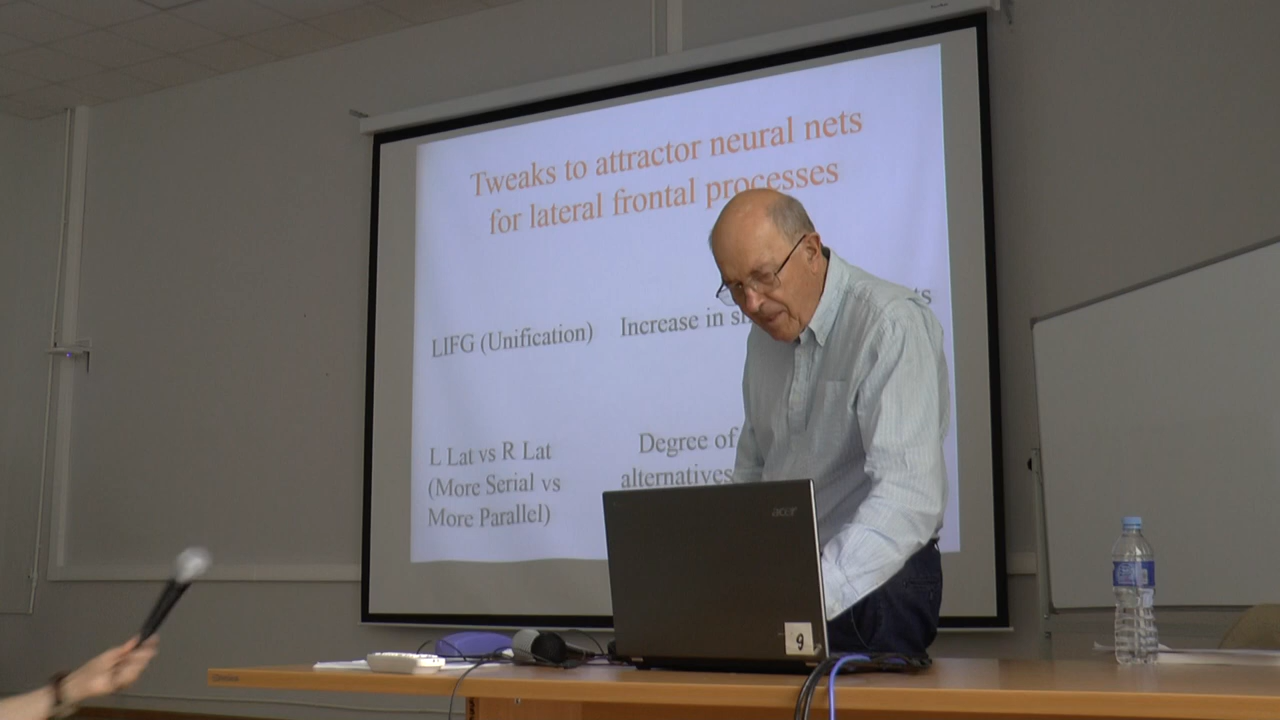 Tweaks to attractor neural nets
for lateral frontal processes
LIFG (Unification)
Increase in
L Lat vs R Lat
(More Serial vs
More Parallel)
Degree of
alternatives
acer
9